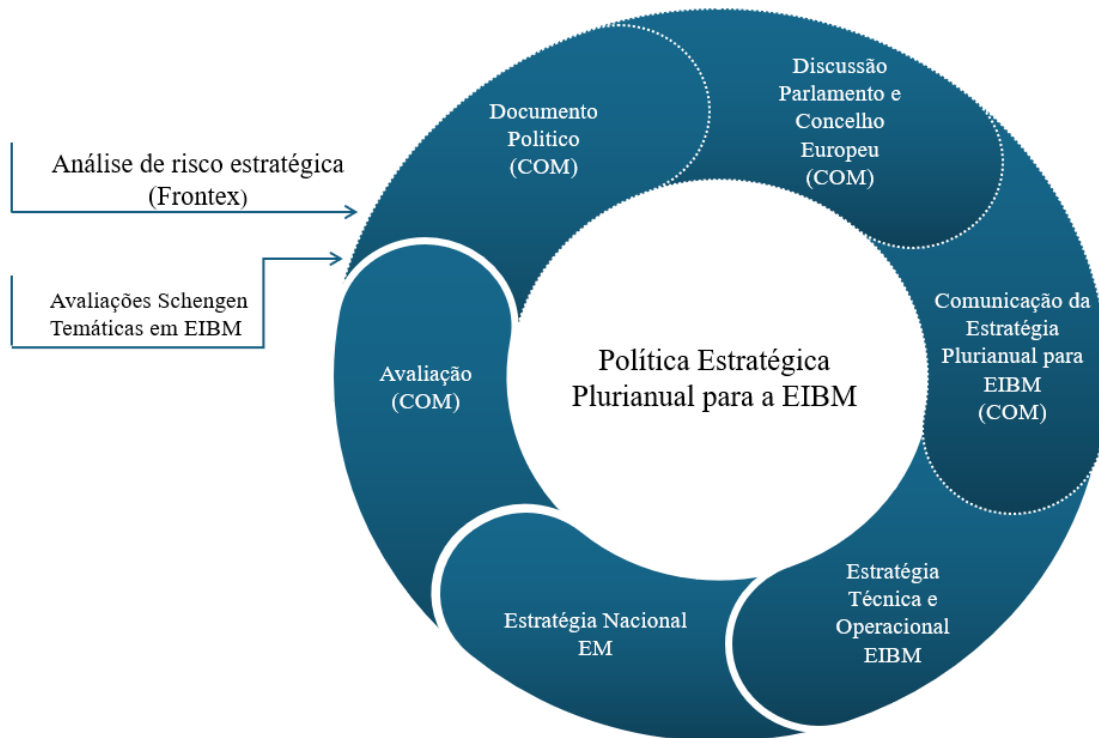 Análise de risco estratégica
(Frontex)
Avaliações Schengen
Temáticas em EIBM
Documento
Politico
(COM)
Discussão
Parlamento e
Concelho
Europeu
(COM)
Comunicação da
Estratégia
Plurianual para
EIBM
(COM)
Estratégia
Técnica e
Operacional
EIBM
Estratégia Nacional
EM
Avaliação
(COM)
Política Estratégica
Plurianual para a EIBM